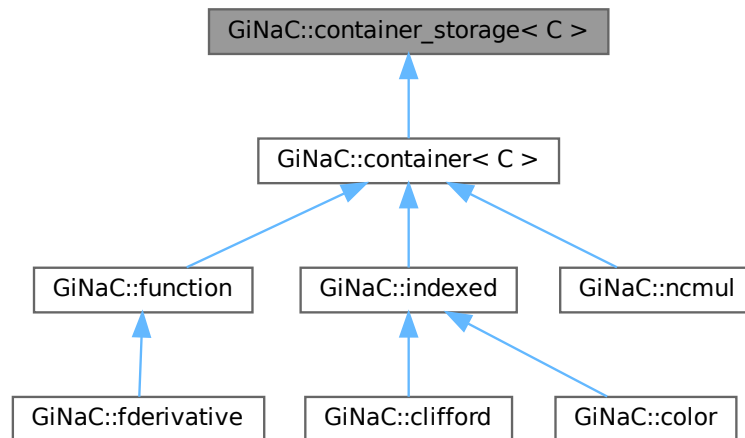 GiNaC::container_storage< C >
GiNaC::container< C >
GiNaC::function
GiNaC::indexed
GiNaC::ncmul
GiNaC::fderivative
GiNaC::clifford
GiNaC::color